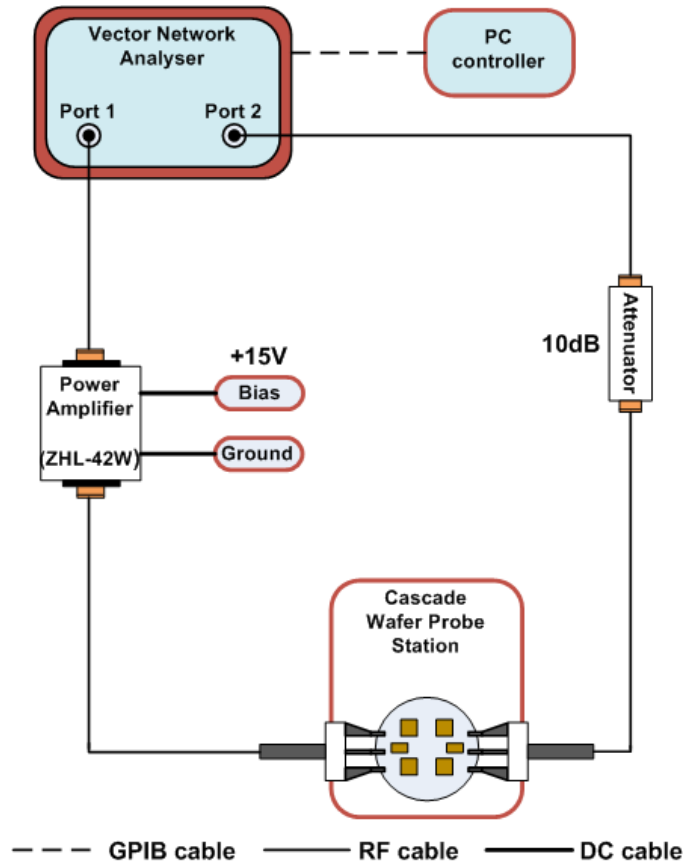 Vector Network
Analyser
Port 1
Port 2
PC
controller
Power
Amplifier
(ZHL-42W)
+15V
Bias
Ground
10dB
Attenuator
Cascade
Wafer Probe
Station
GPIB cable
RF cable
DC cable